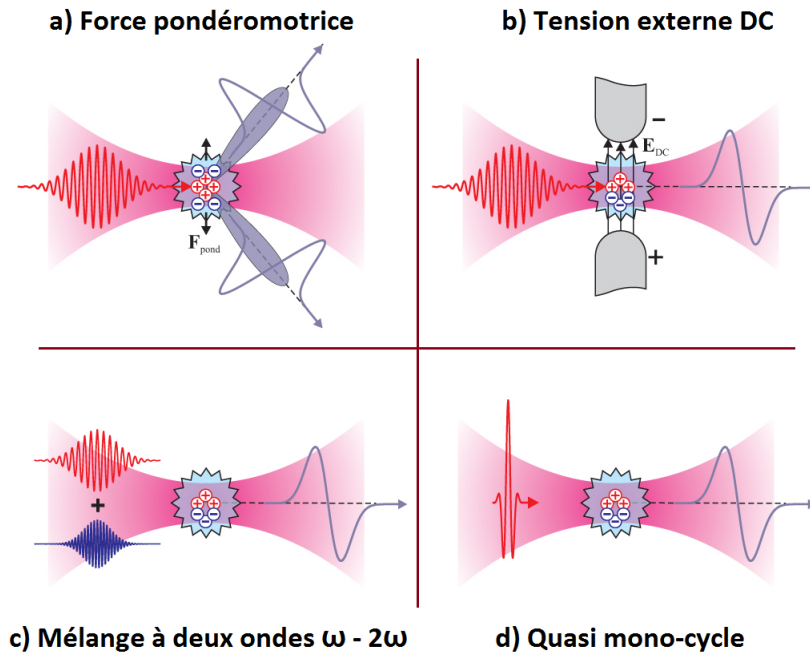 a) Force pondéromotrice
b) Tension externe DC
F pond
−
E DC
+
+
c) Mélange à deux ondes ω - 2ω
d) Quasi mono-cycle